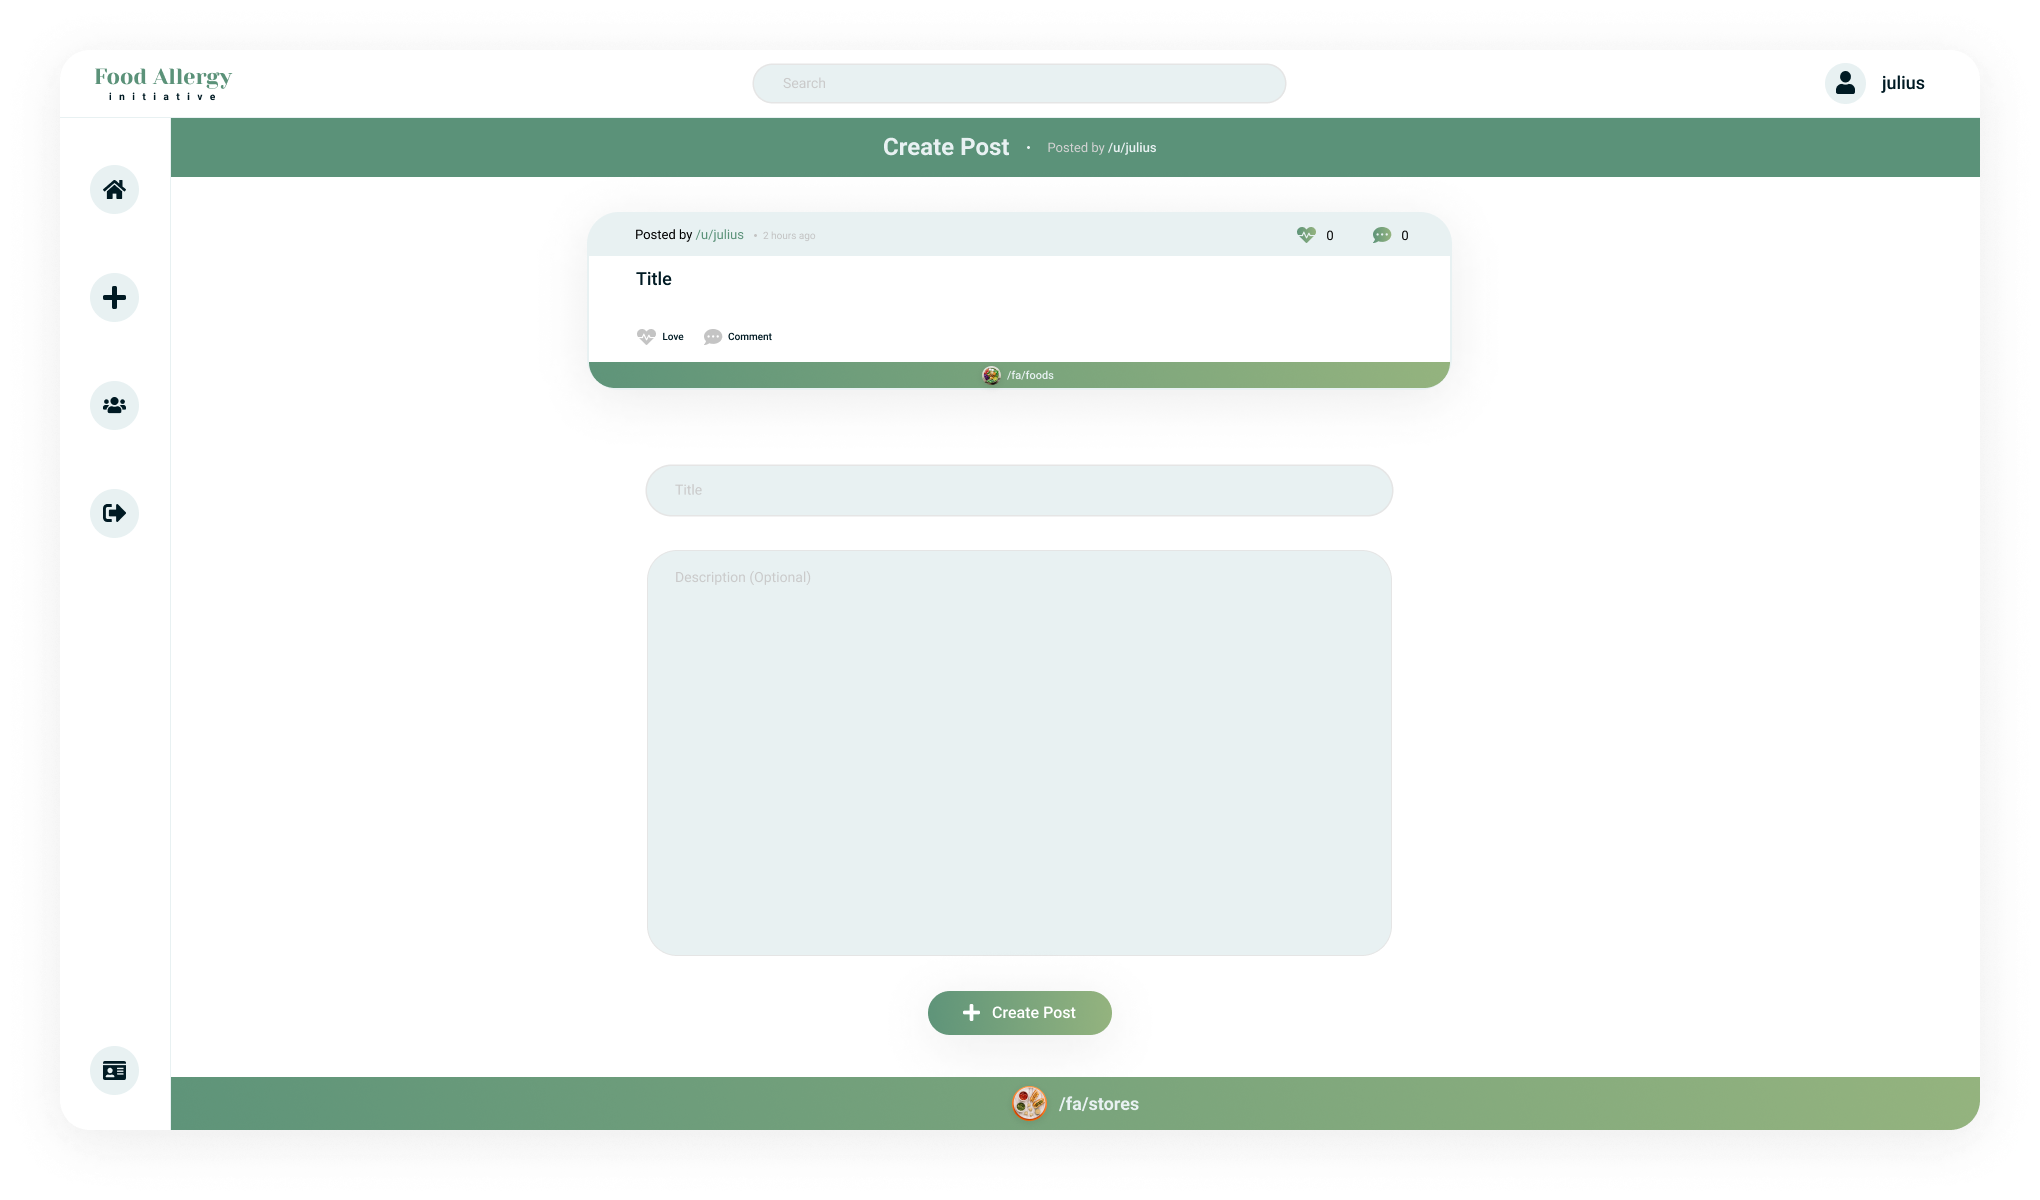 Food Allergy
initiative
Search
julius
Create Post • Posted by /u/julius
Posted by /u/julius • 2 hours ago
0
0
Title
Love
Comment
/fa/foods
Title
Description (Optional)
Create Post
/fa/stores